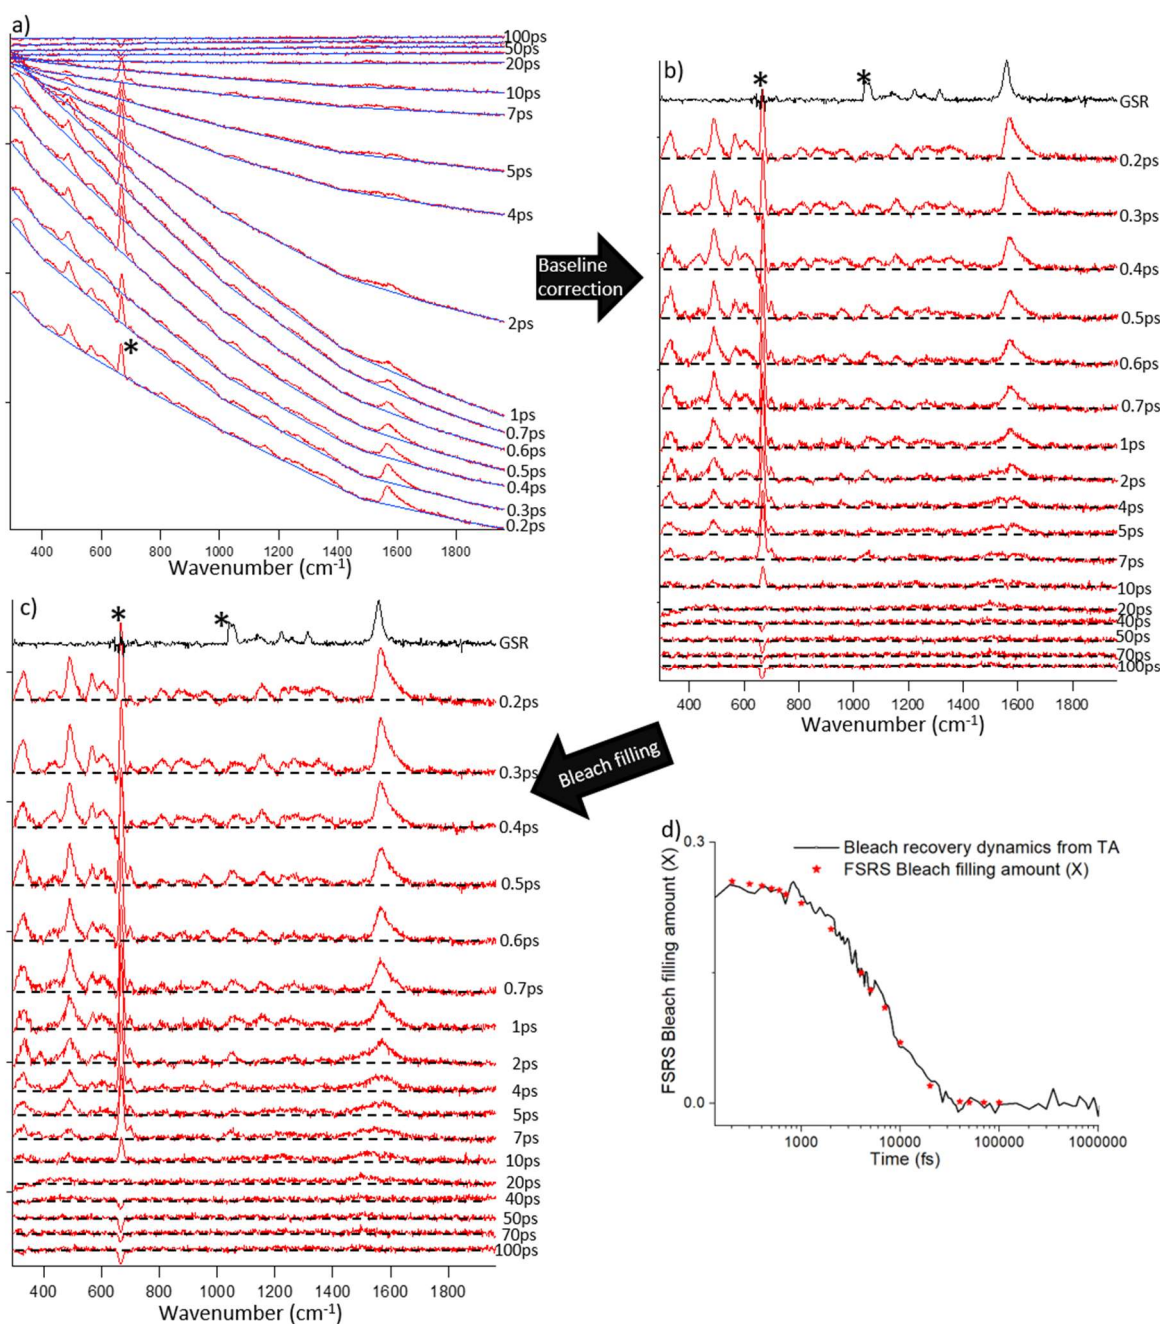 a)
100ps
50ps
20ps
10ps
7ps
5ps
4ps
2ps
*
1ps
0.7ps
0.6ps
0.5ps
0.4ps
0.3ps
0.2ps
400 600 800 1000 1200 1400 1600 1800
Wavenumber (cm⁻¹)
Baseline
correction
b)
* *
GSR
0.2ps
0.3ps
0.4ps
0.5ps
0.6ps
0.7ps
1ps
2ps
4ps
5ps
7ps
10ps
20ps
40ps
50ps
70ps
100ps
400 600 800 1000 1200 1400 1600 1800
Wavenumber (cm⁻¹)
Bleach filling
c)
* *
GSR
0.2ps
0.3ps
0.4ps
0.5ps
0.6ps
0.7ps
1ps
2ps
4ps
5ps
7ps
10ps
20ps
40ps
50ps
70ps
100ps
400 600 800 1000 1200 1400 1600 1800
Wavenumber (cm⁻¹)
d)
0.3
Bleach recovery dynamics from TA
FSRS Bleach filling amount (X)
FSRS Bleach filling amount (X)
0.0
1000 10000 100000 1000000
Time (fs)